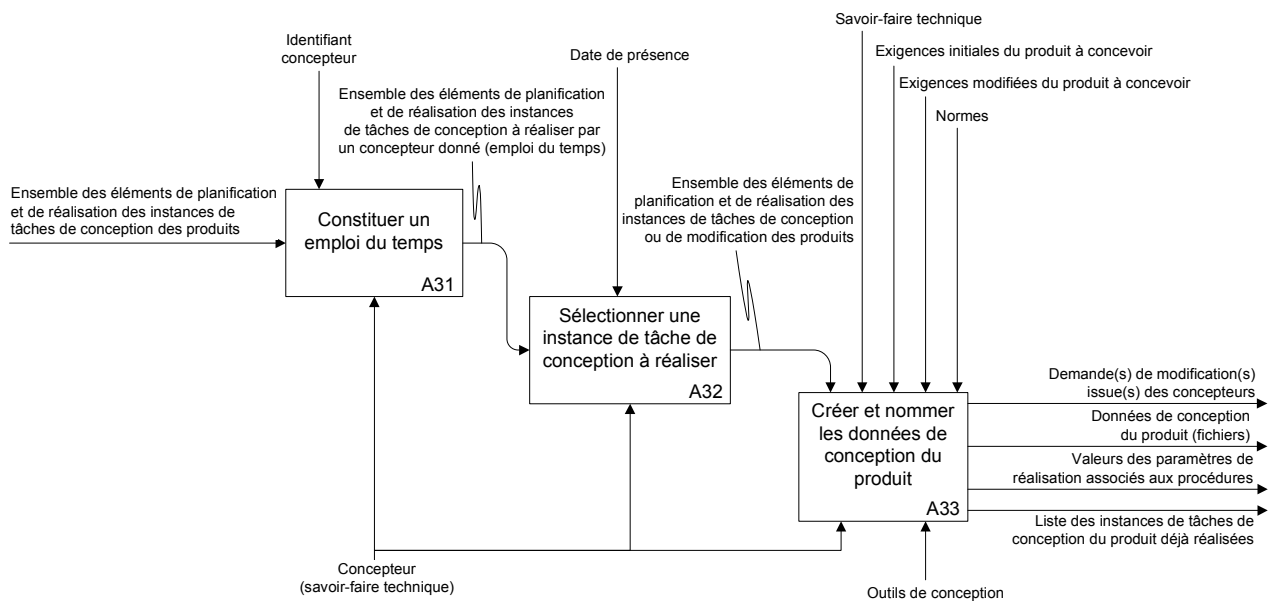 Savoir-faire technique
Identifiant
concepteur
Date de présence
Exigences initiales du produit à concevoir
Exigences modifiées du produit à concevoir
Normes
Ensemble des éléments de planification
et de réalisation des instances
de tâches de conception à réaliser par
un concepteur donné (emploi du temps)
Ensemble des éléments de planification
et de réalisation des instances de
tâches de conception des produits
Constituer un
emploi du temps
A31
Ensemble des éléments de
planification et de réalisation des
instances de tâches de conception
ou de modification des produits
Sélectionner une
instance de tâche de
conception à réaliser
A32
Créer et nommer
les données de
conception du
produit
A33
Demande(s) de modification(s)
issue(s) des concepteurs
Données de conception
du produit (fichiers)
Valeurs des paramètres de
réalisation associés aux procédures
Liste des instances de tâches de
conception du produit déjà réalisées
Concepteur
(savoir-faire technique)
Outils de conception